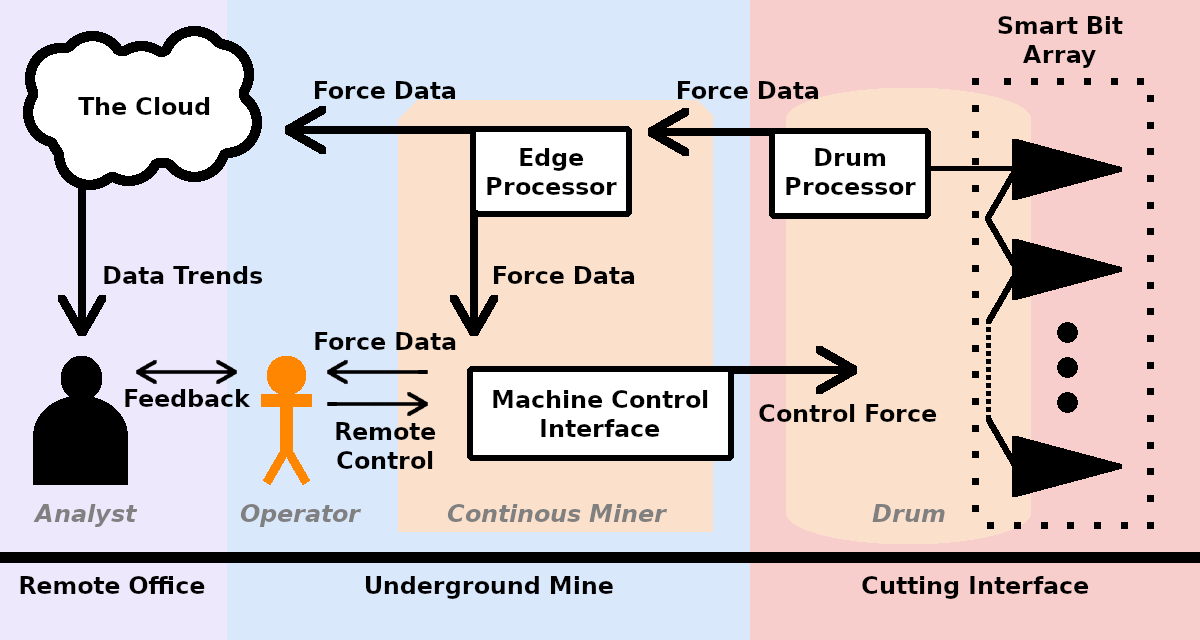 Smart Bit
Array
The Cloud
Force Data
Force Data
Edge
Processor
Drum
Processor
Data Trends
Force Data
Force Data
Feedback
Machine Control
Interface
Control Force
Remote
Control
Analyst
Operator
Continous Miner
Drum
Remote Office
Underground Mine
Cutting Interface